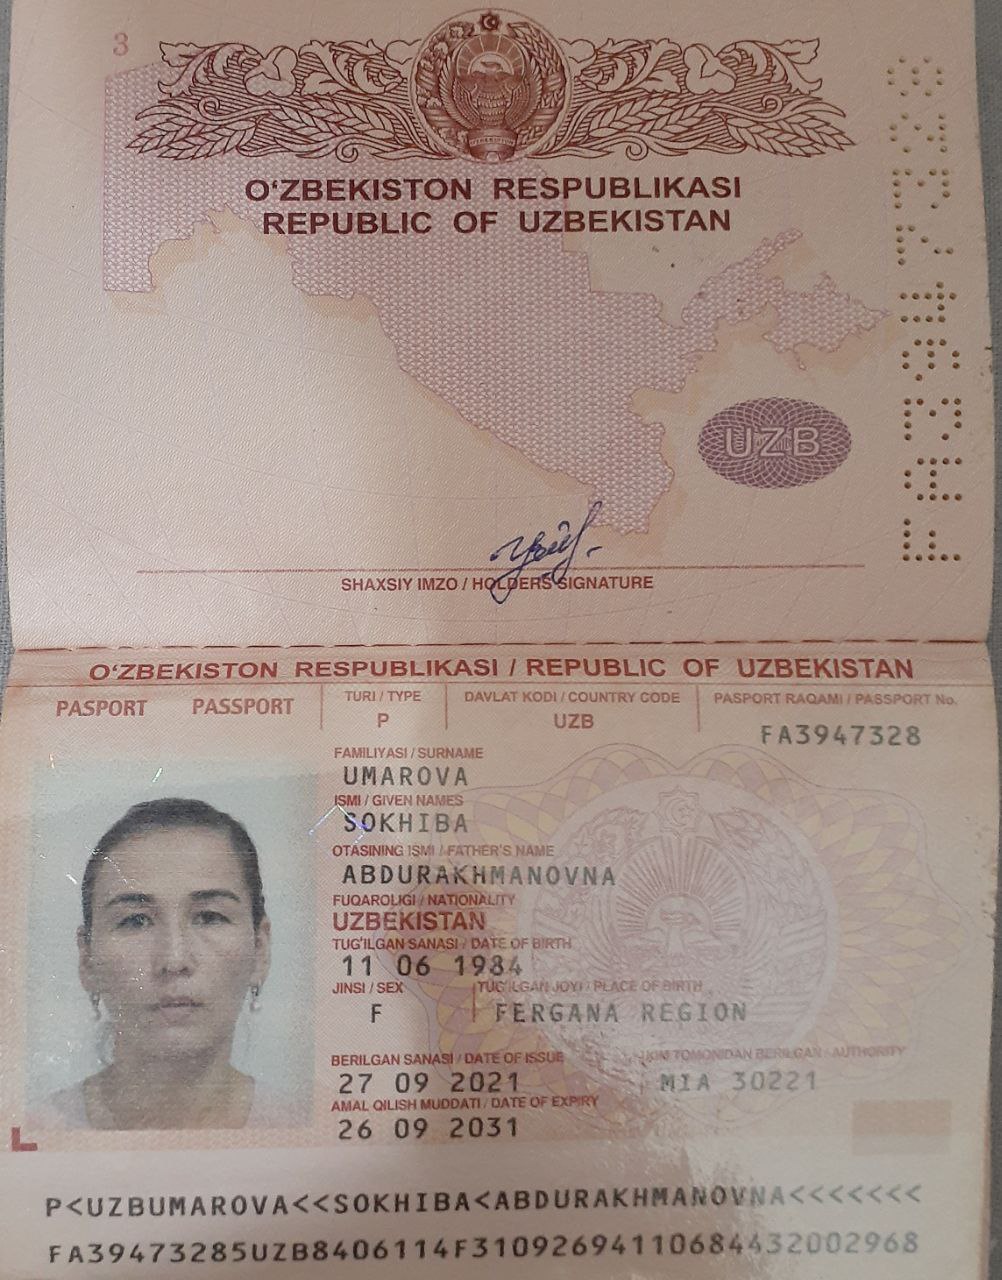 3
O‘ZBEKISTON RESPUBLIKASI
REPUBLIC OF UZBEKISTAN
FA3947328
UZB
SHAXSIY IMZO / HOLDERS SIGNATURE
O‘ZBEKISTON RESPUBLIKASI / REPUBLIC OF UZBEKISTAN
PASPORT PASSPORT
TURI / TYPE
P
DAVLAT KODI / COUNTRY CODE
UZB
PASPORT RAQAMI / PASSPORT No.
FA3947328
FAMILIYASI / SURNAME
UMAROVA
ISMI / GIVEN NAMES
SOKHIBA
OTASINING ISMI / FATHER'S NAME
ABDURAKHMANOVNA
FUQAROLIGI / NATIONALITY
UZBEKISTAN
TUG'ILGAN SANASI / DATE OF BIRTH
11 06 1984
JINSI / SEX
F
TUG'ILGAN JOYI / PLACE OF BIRTH
FERGANA REGION
BERILGAN SANASI / DATE OF ISSUE
27 09 2021
KIM TOMONIDAN BERILGAN / AUTHORITY
MIA 30221
AMAL QILISH MUDDATI / DATE OF EXPIRY
26 09 2031
P<UZBUMAROVA<<SOKHIBA<ABDURAKHMANOVNA<<<<<<<
FA39473285UZB8406114F31092694110684432002968